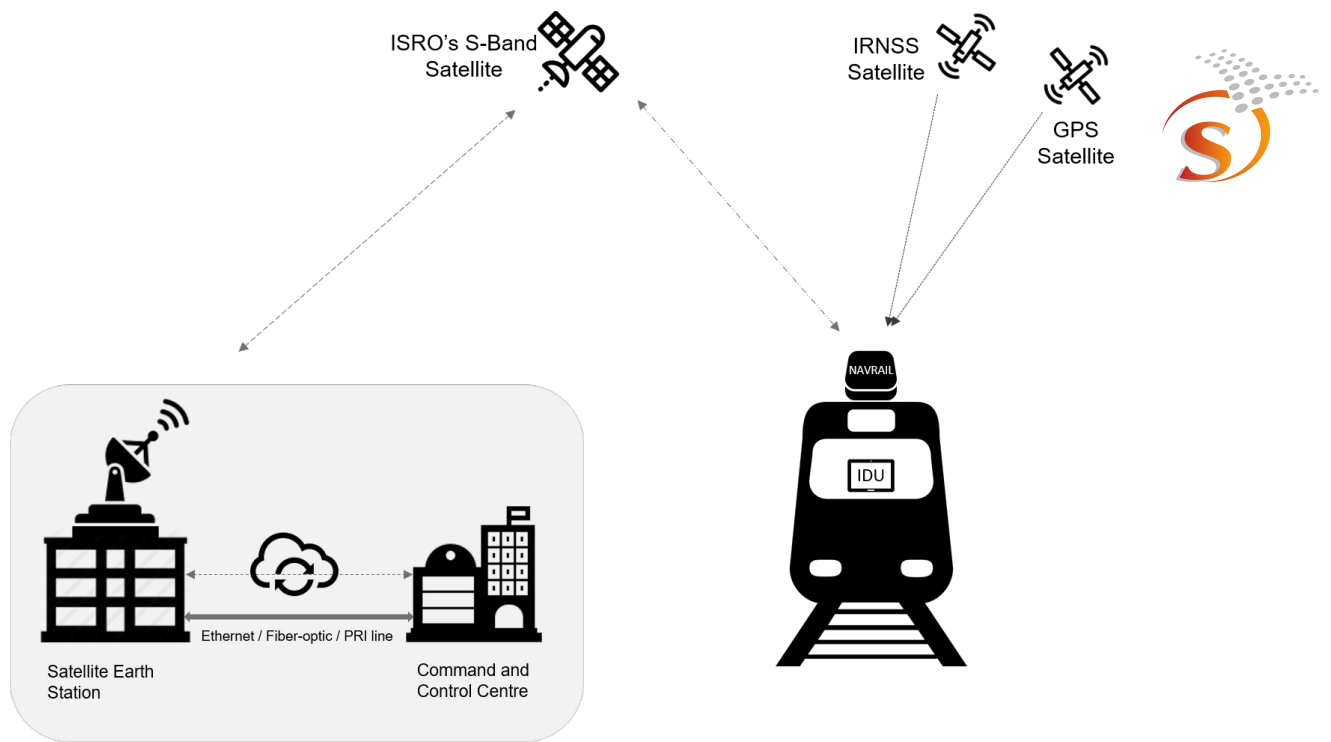 ISRO's S-Band
Satellite
IRNSS
Satellite
GPS
Satellite
S
NAVRAIL
IDU
Ethernet / Fiber-optic / PRI line
Satellite Earth
Station
Command and
Control Centre